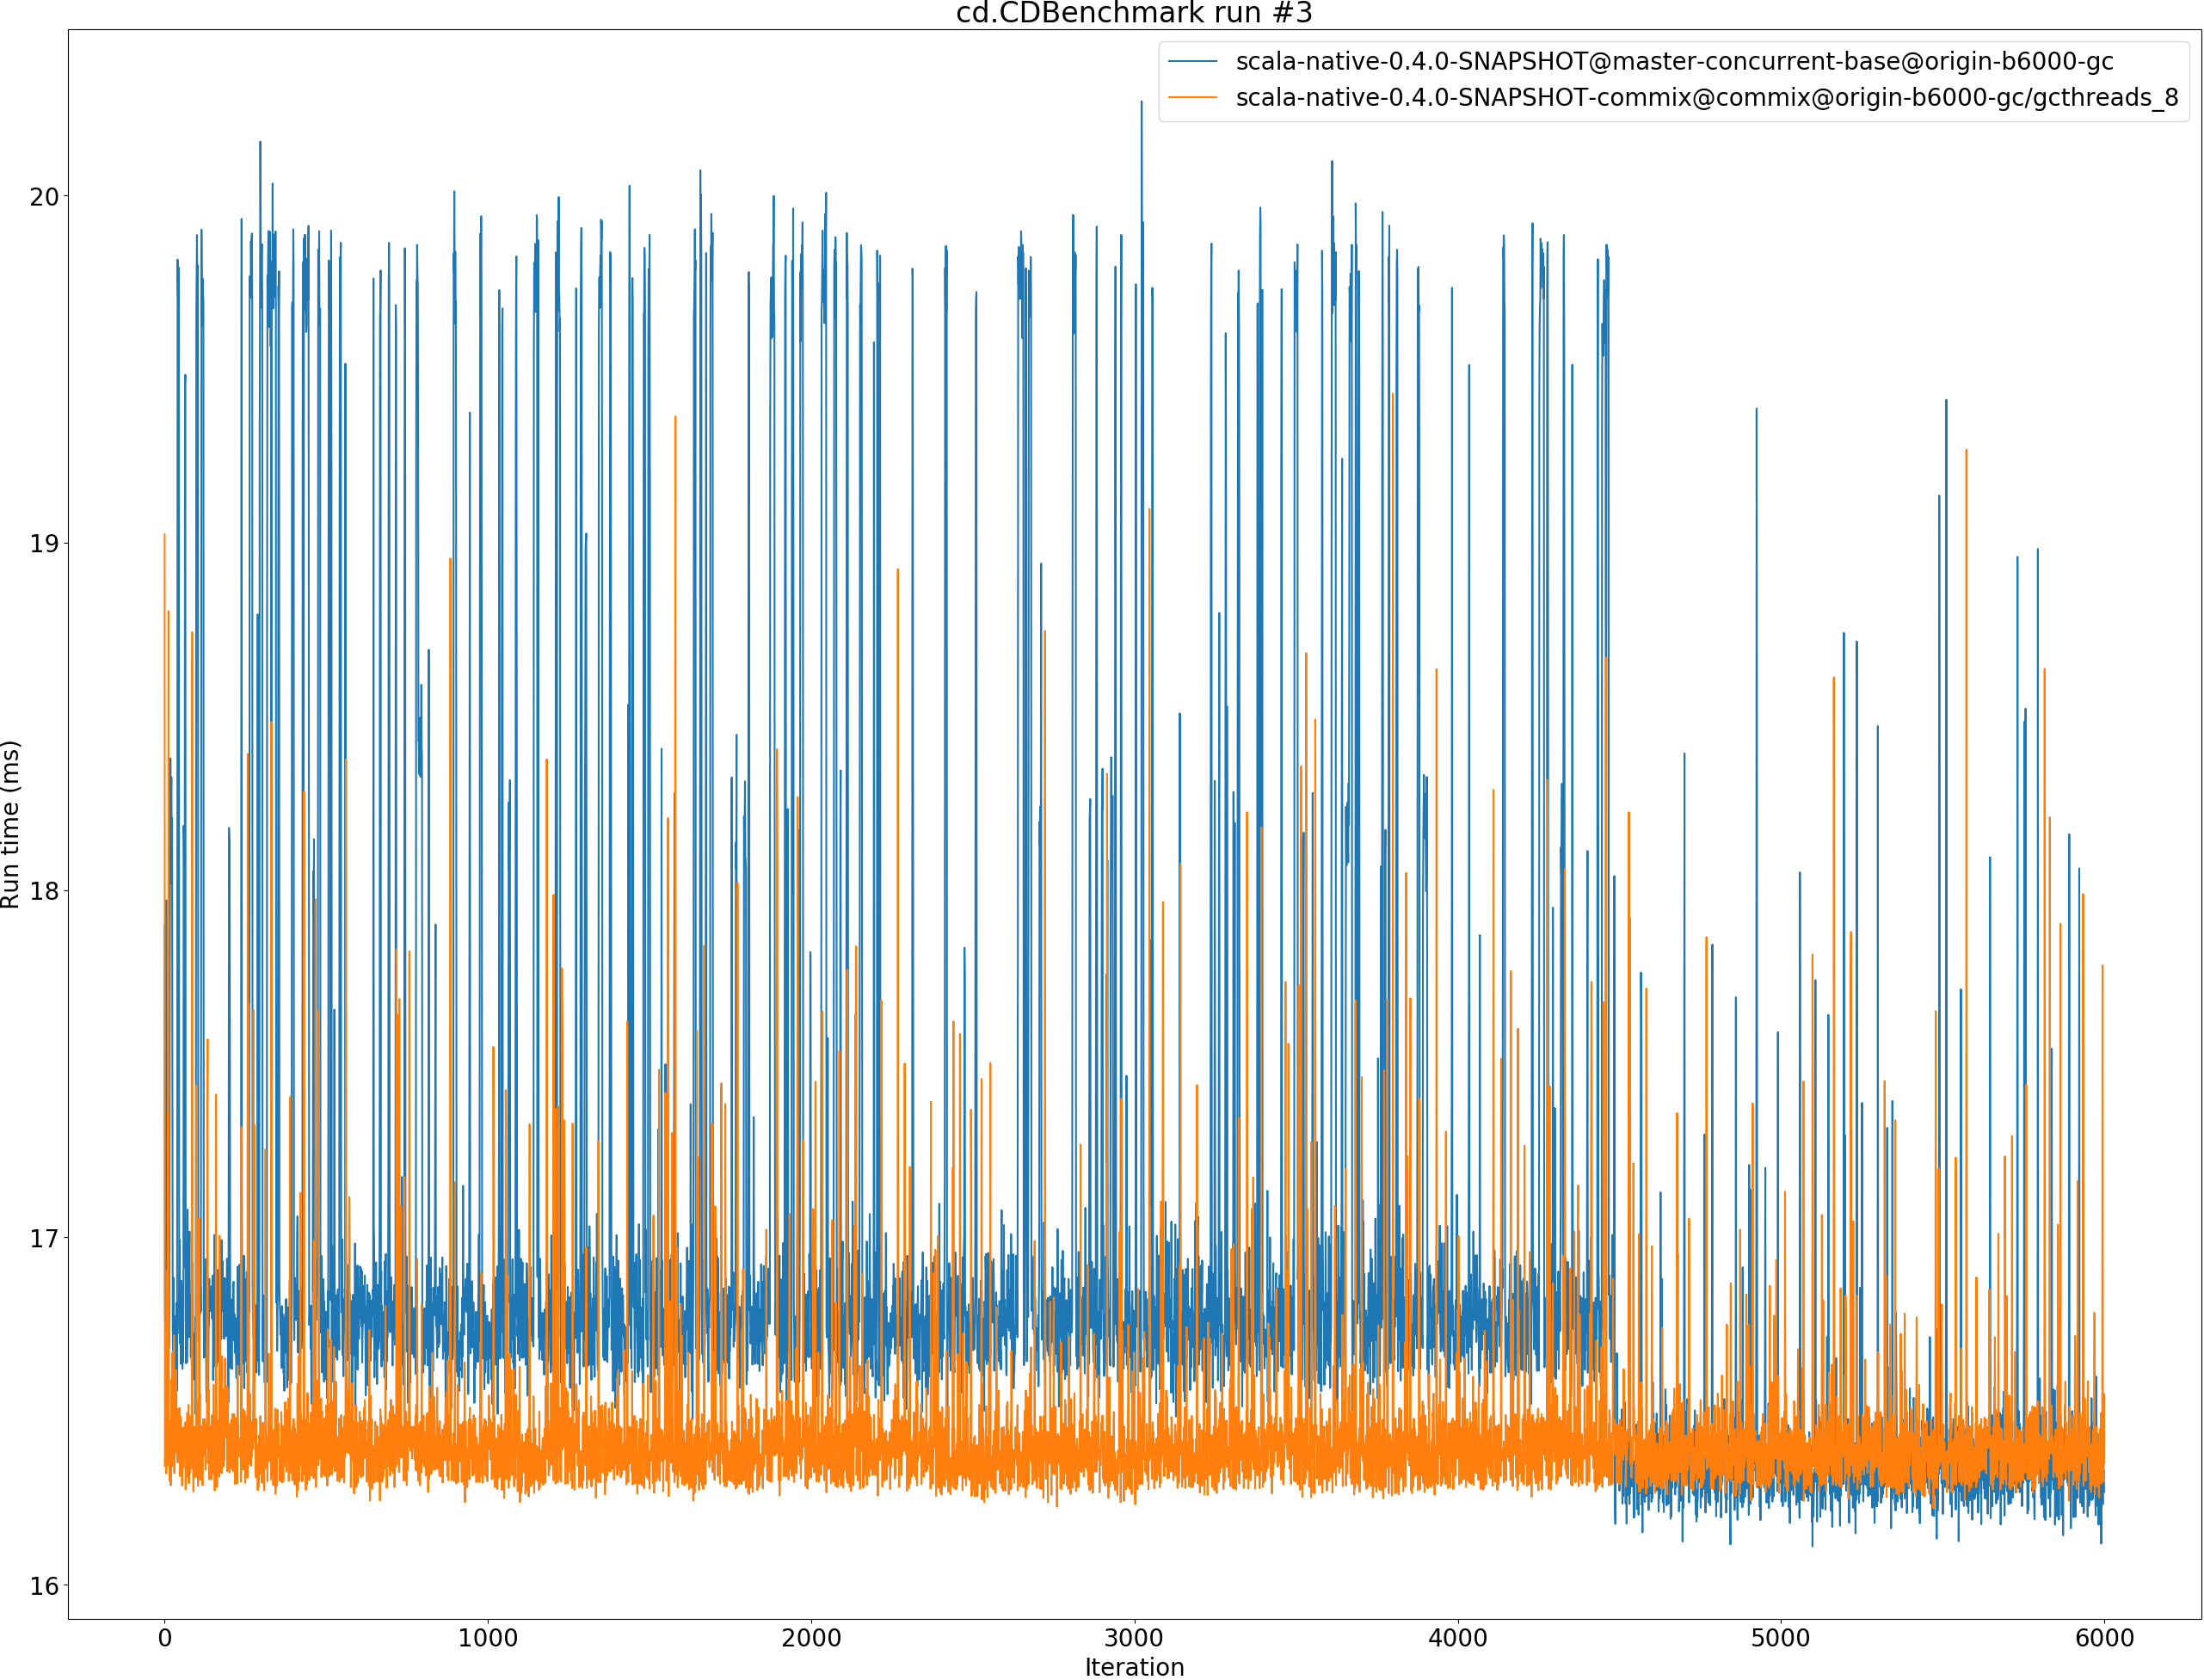 cd.CDBenchmark run #3
scala-native-0.4.0-SNAPSHOT@master-concurrent-base@origin-b6000-gc
scala-native-0.4.0-SNAPSHOT-commix@commix@origin-b6000-gc/gcthreads_8
Run time (ms)
20
19
18
17
16
0 1000 2000 3000 4000 5000 6000
Iteration